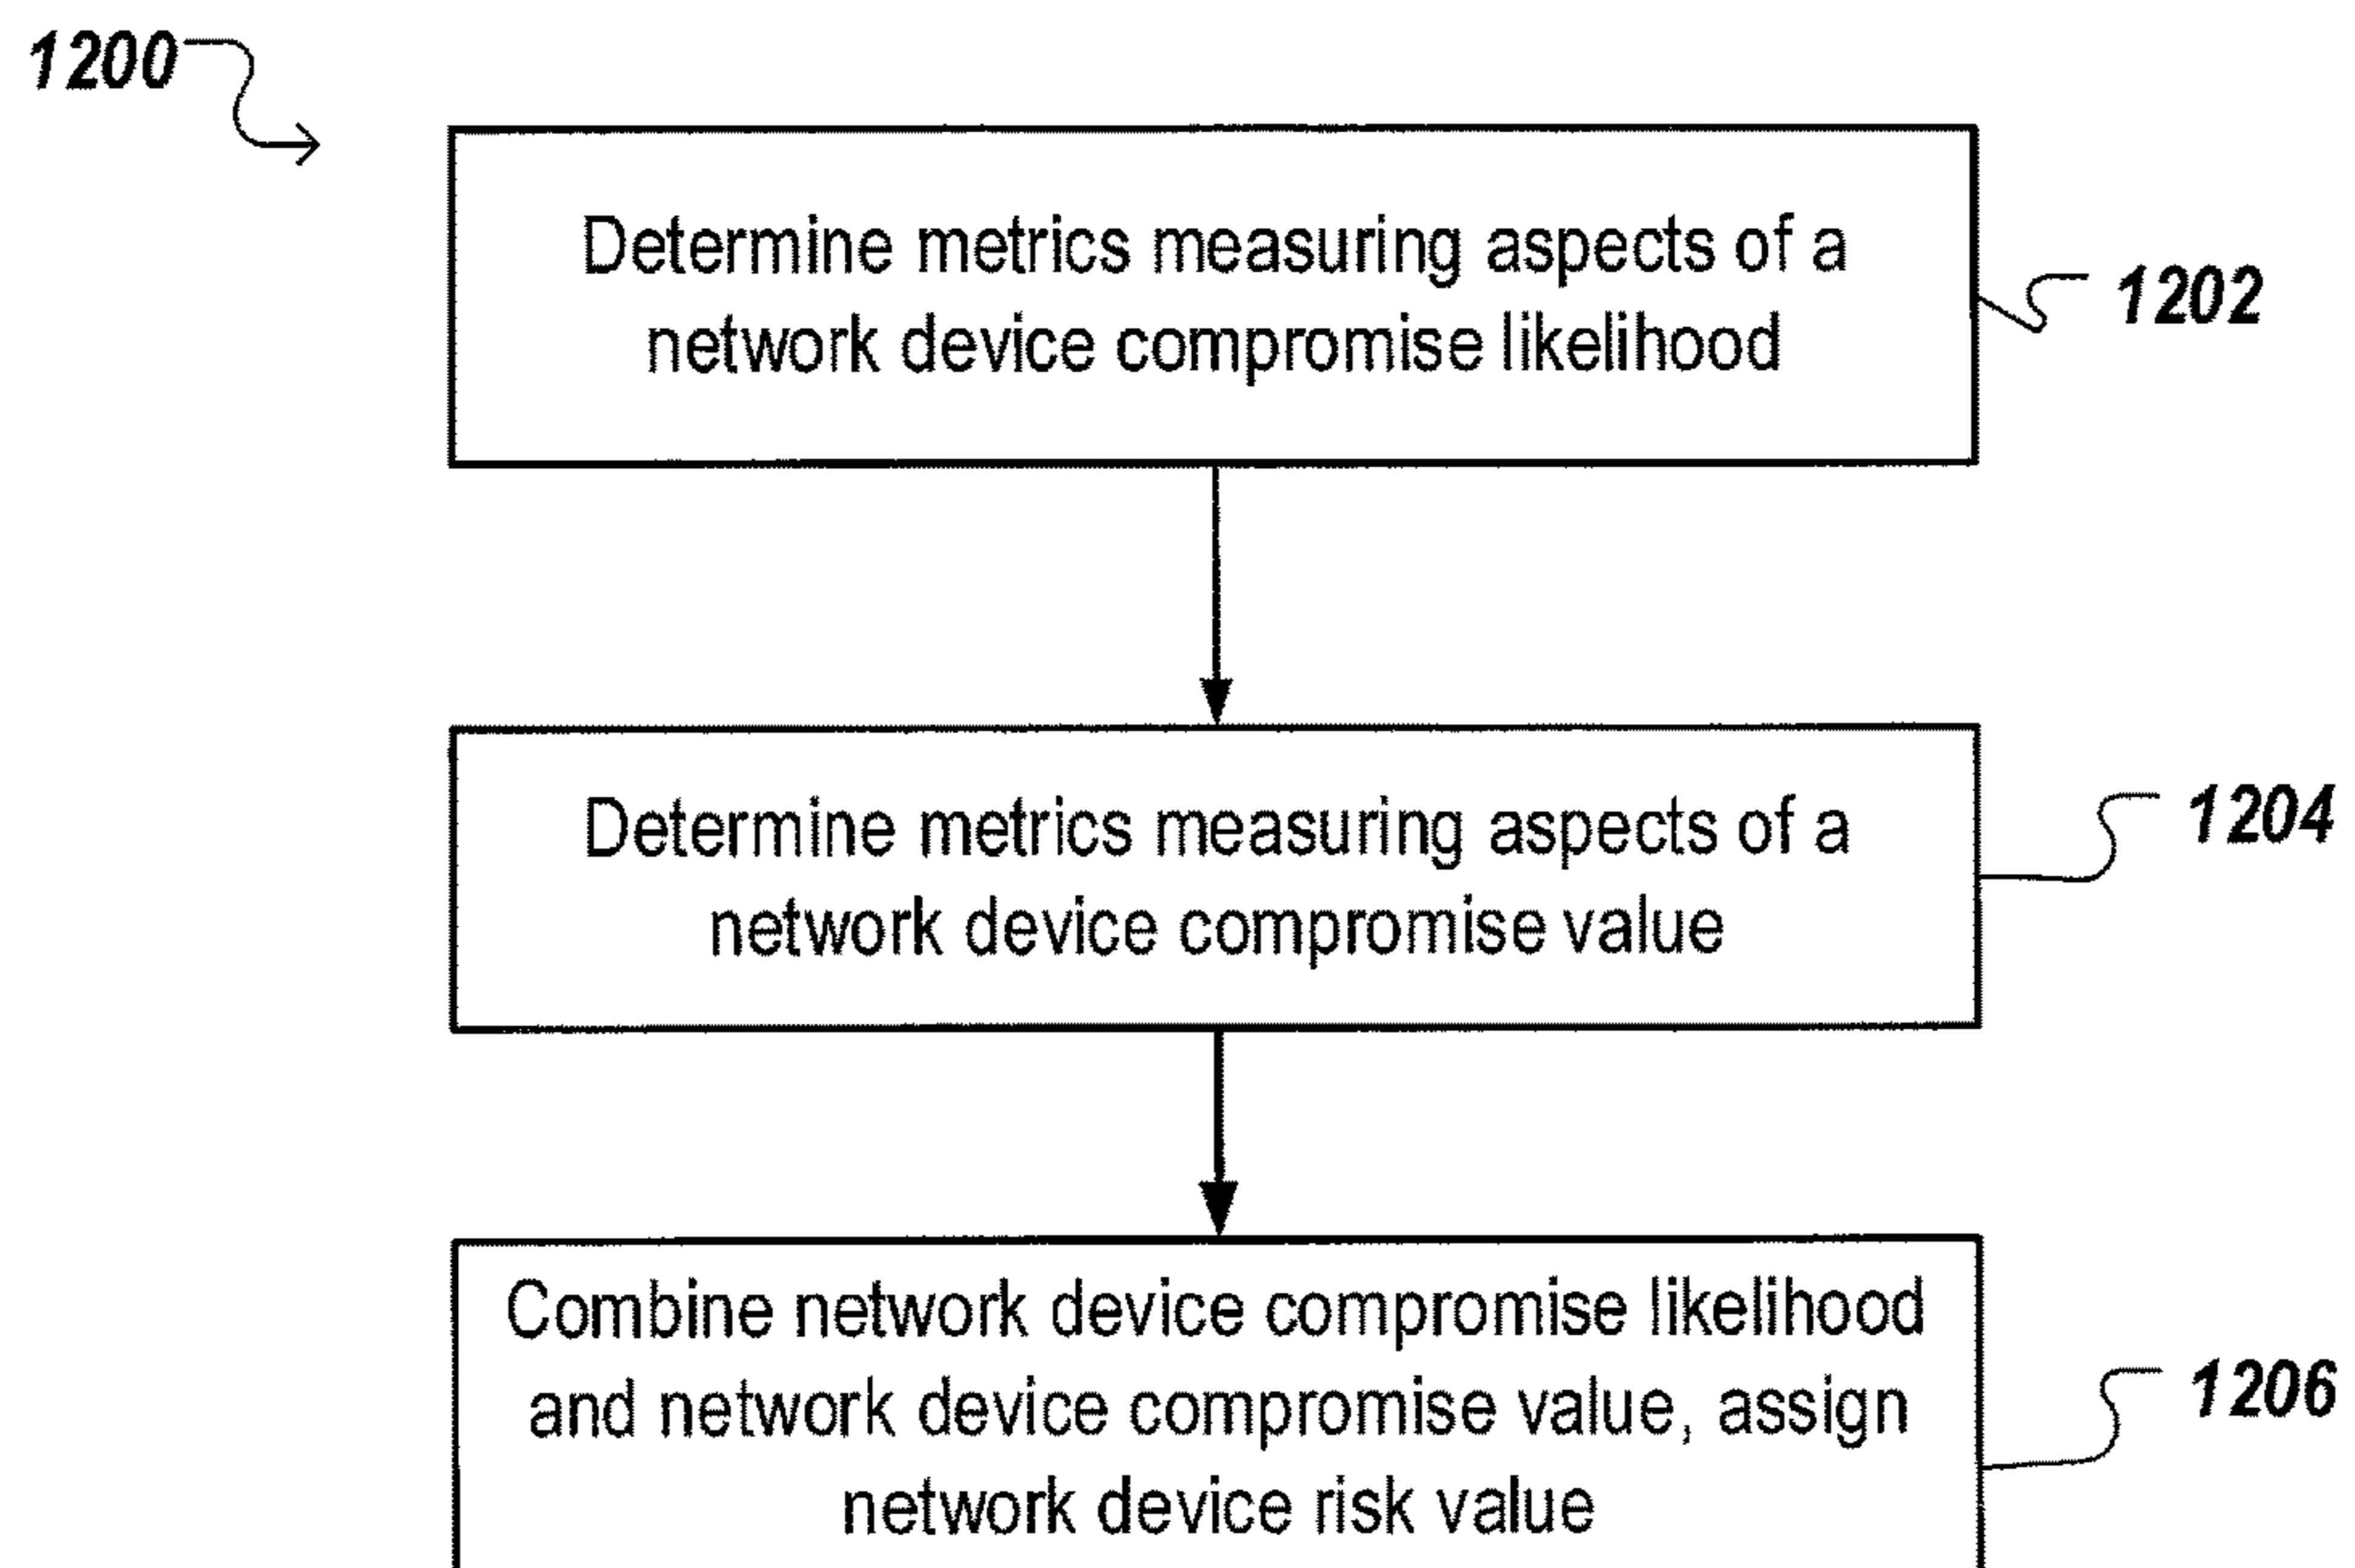 1200
Determine metrics measuring aspects of a
network device compromise likelihood
1202
Determine metrics measuring aspects of a
network device compromise value
1204
Combine network device compromise likelihood
and network device compromise value, assign
network device risk value
1206